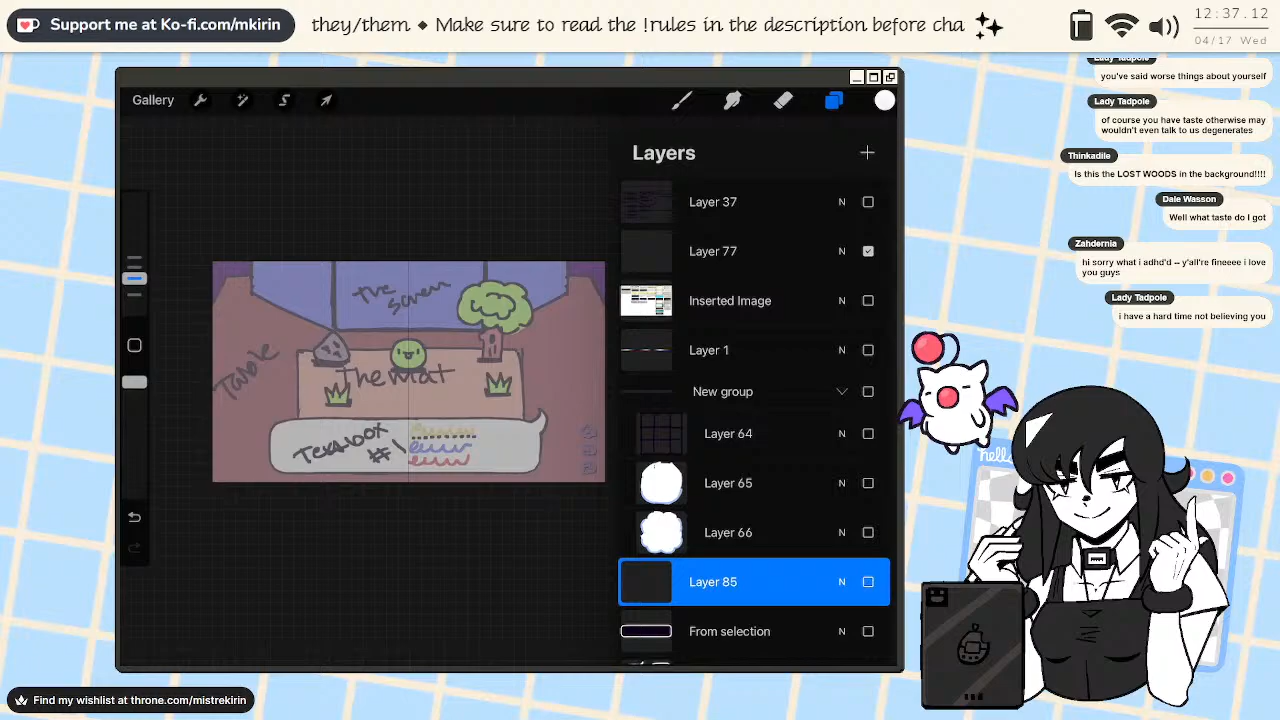 Support me at Ko-fi.com/mkirin
they/them ◆ Make sure to read the !rules in the description before cha
12:37.12
04/17 Wed
Gallery
Layers
Layer 37
N
Layer 77
N
Inserted Image
N
Layer 1
N
New group
Layer 64
N
Layer 65
N
Layer 66
N
Layer 85
N
From selection
N
the screen
Table
The Mat
Textbox
#1
Lady Tadpole
you've said worse things about yourself
Lady Tadpole
of course you have taste otherwise may
wouldn't even talk to us degenerates
Thinkadile
Is this the LOST WOODS in the background!!!!
Dale Wasson
Well what taste do I got
Zahdernia
hi sorry what i adhd'd -- y'all're fineeee i love
you guys
Lady Tadpole
i have a hard time not believing you
hello
Find my wishlist at throne.com/mistrekirin